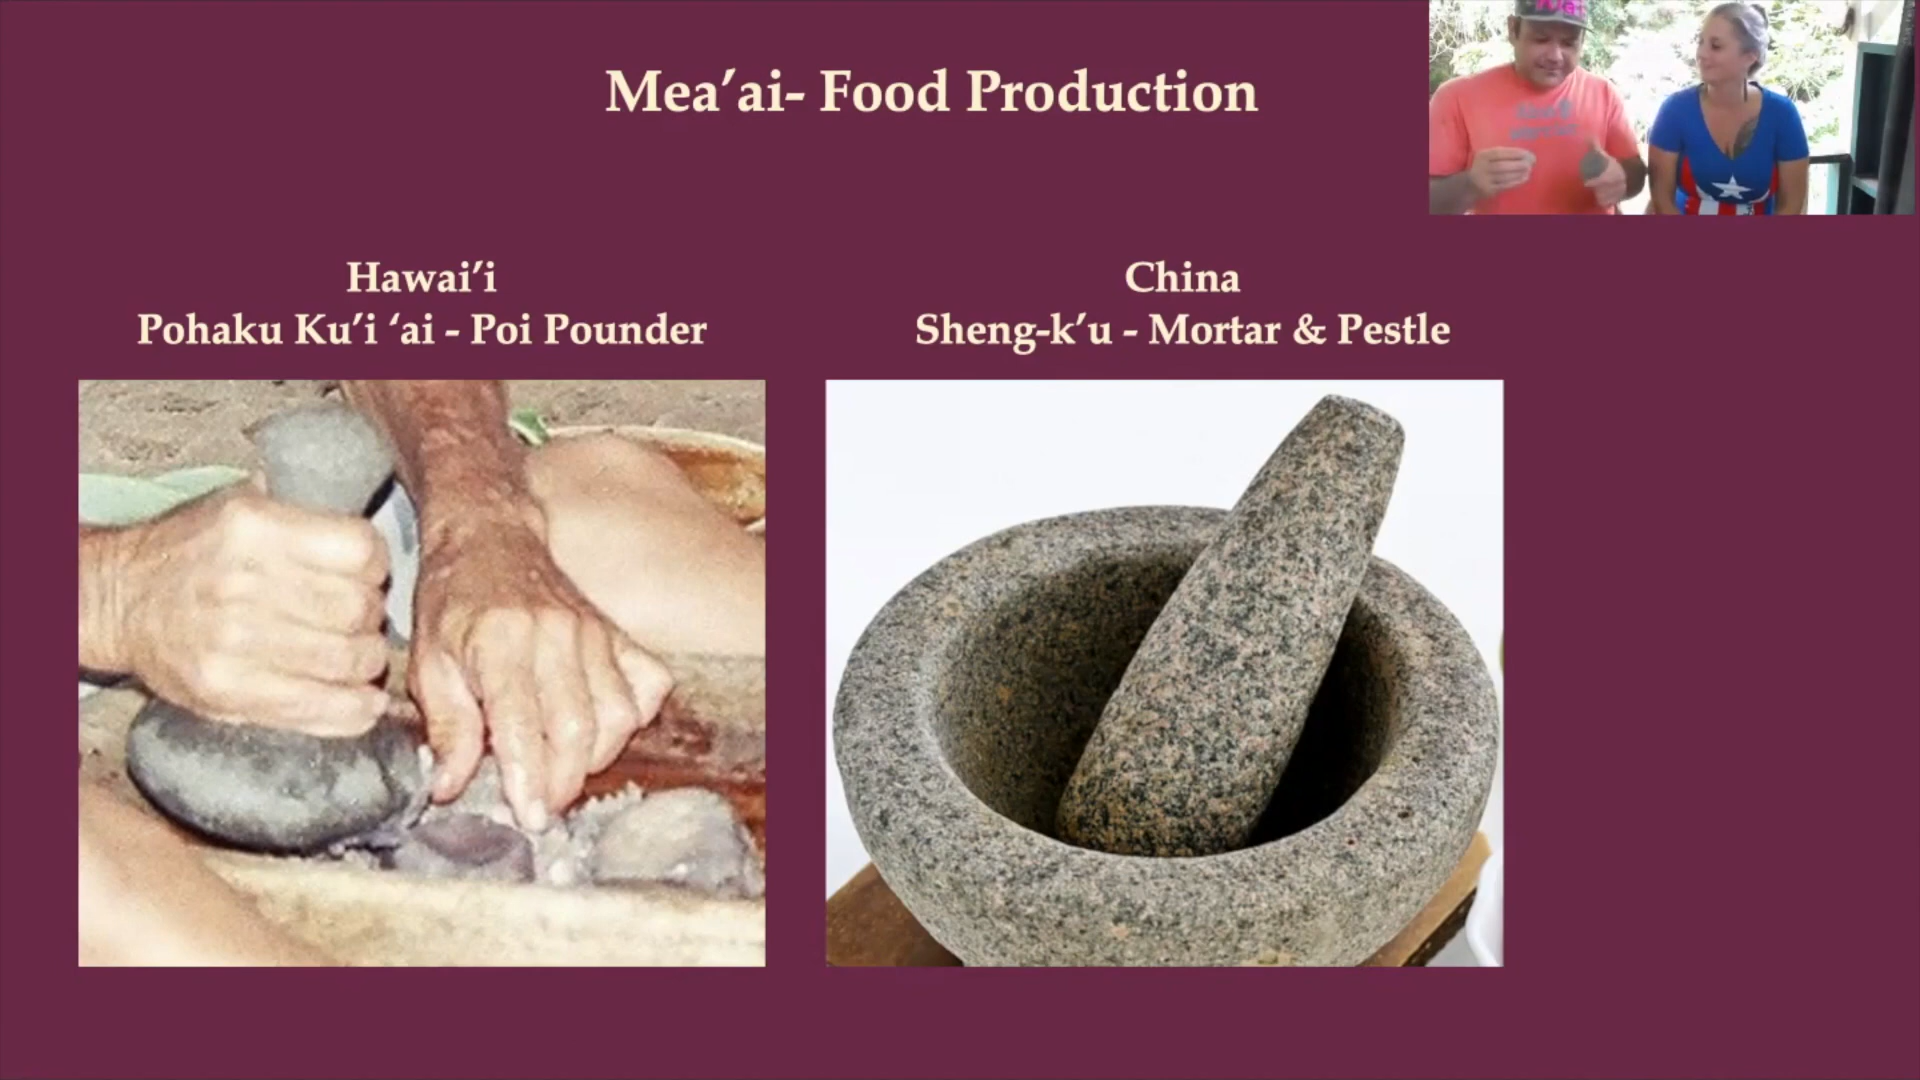 Mea’ai- Food Production
Hawai’i
Pohaku Ku’i ‘ai - Poi Pounder
China
Sheng-k’u - Mortar & Pestle